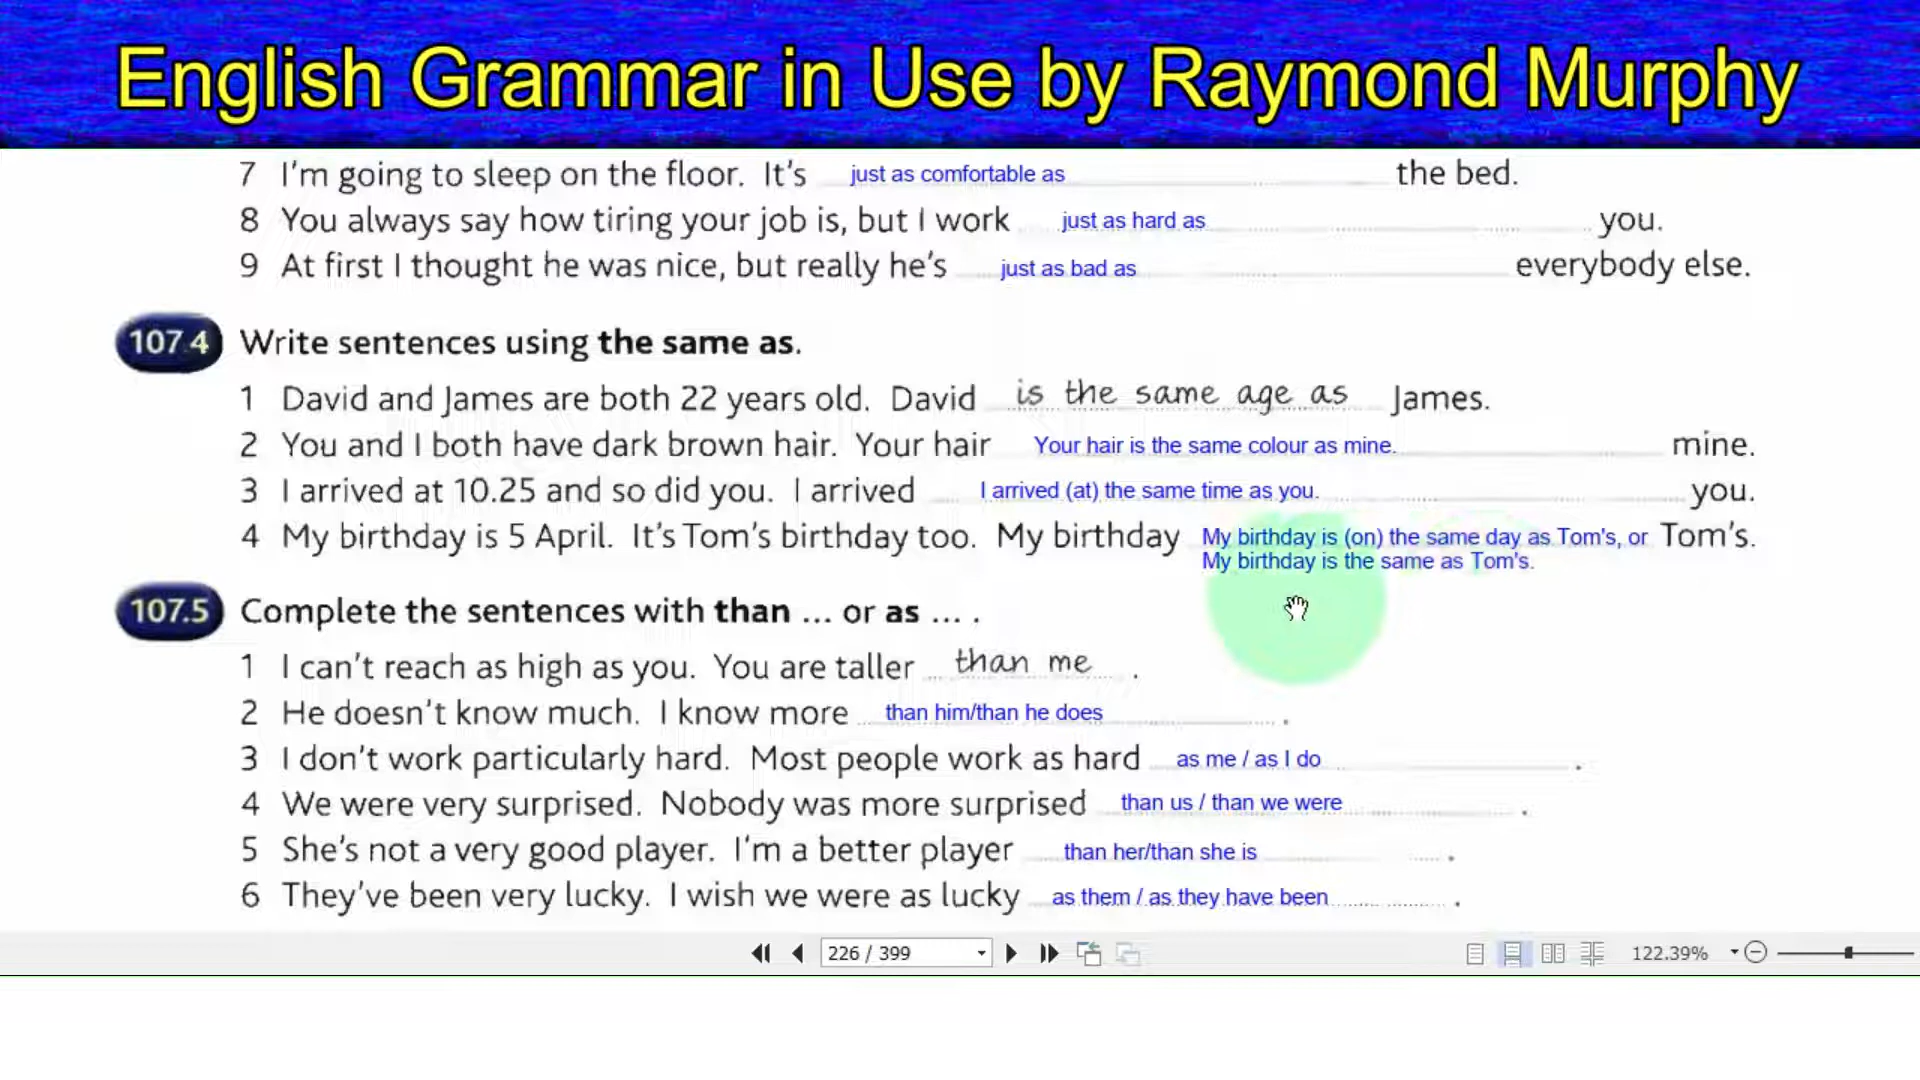 English Grammar in Use by Raymond Murphy
7 I'm going to sleep on the floor. It's just as comfortable as the bed.
8 You always say how tiring your job is, but I work just as hard as you.
9 At first I thought he was nice, but really he's just as bad as everybody else.
107.4 Write sentences using the same as.
1 David and James are both 22 years old. David is the same age as James.
2 You and I both have dark brown hair. Your hair Your hair is the same colour as mine. mine.
3 I arrived at 10.25 and so did you. I arrived I arrived (at) the same time as you. you.
4 My birthday is 5 April. It's Tom's birthday too. My birthday My birthday is (on) the same day as Tom's, or Tom's.
My birthday is the same as Tom's.
107.5 Complete the sentences with than ... or as ... .
1 I can't reach as high as you. You are taller than me .
2 He doesn't know much. I know more than him/than he does .
3 I don't work particularly hard. Most people work as hard as me / as I do .
4 We were very surprised. Nobody was more surprised than us / than we were .
5 She's not a very good player. I'm a better player than her/than she is .
6 They've been very lucky. I wish we were as lucky as them / as they have been .
226 / 399 122.39%